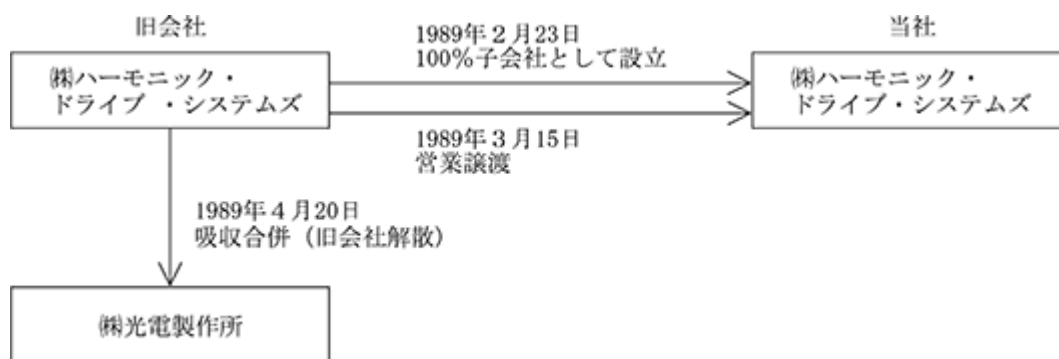 旧会社
当社
1989年2月23日
100％子会社として設立
㈱ハーモニック・
ドライブ・システムズ
㈱ハーモニック・
ドライブ・システムズ
1989年3月15日
営業譲渡
1989年4月20日
吸収合併（旧会社解散）
㈱光電製作所